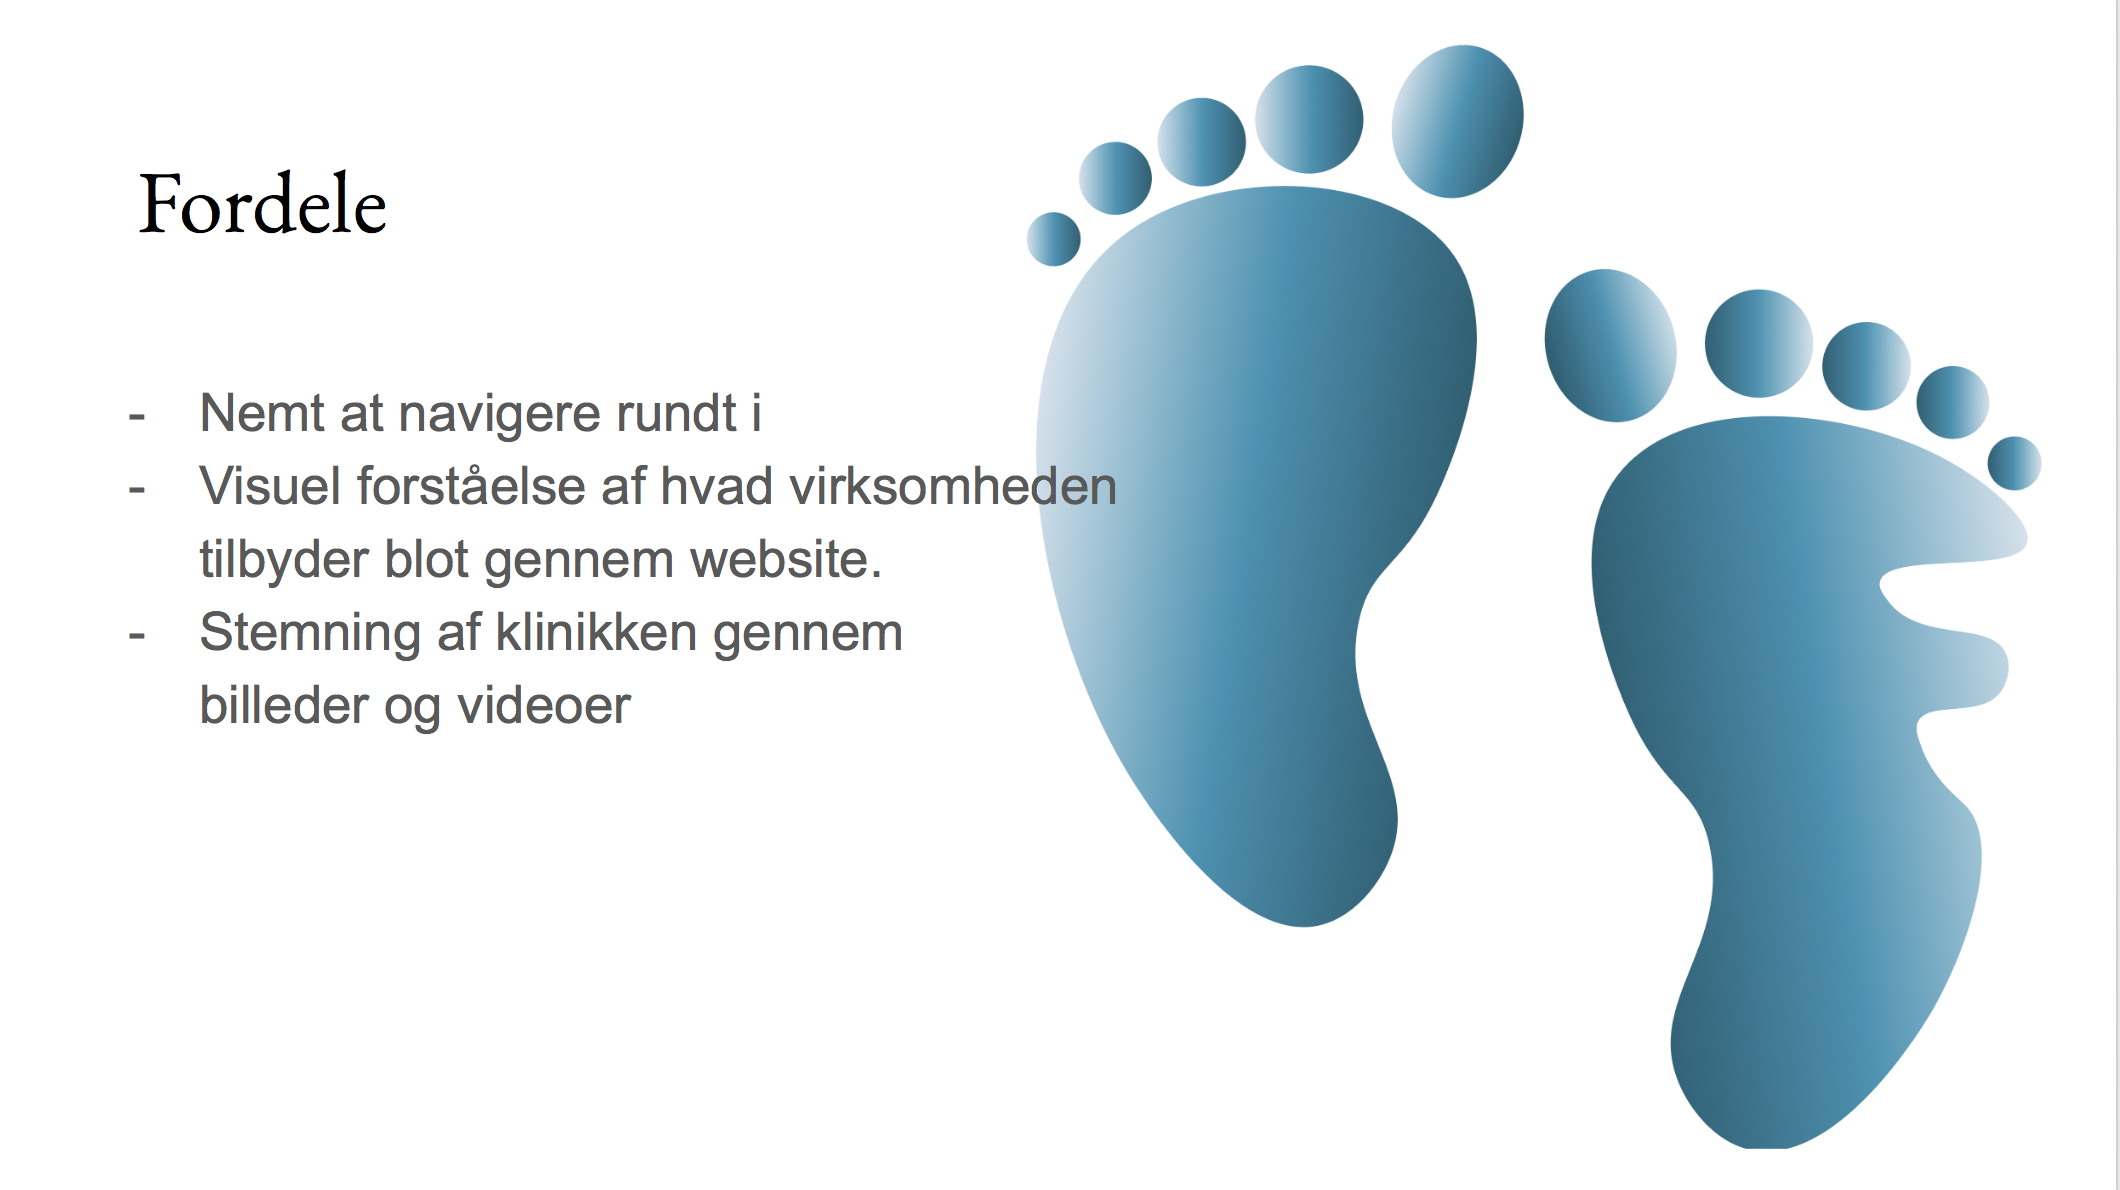 Fordele
- Nemt at navigere rundt i
- Visuel forståelse af hvad virksomheden
tilbyder blot gennem website.
- Stemning af klinikken gennem
billeder og videoer